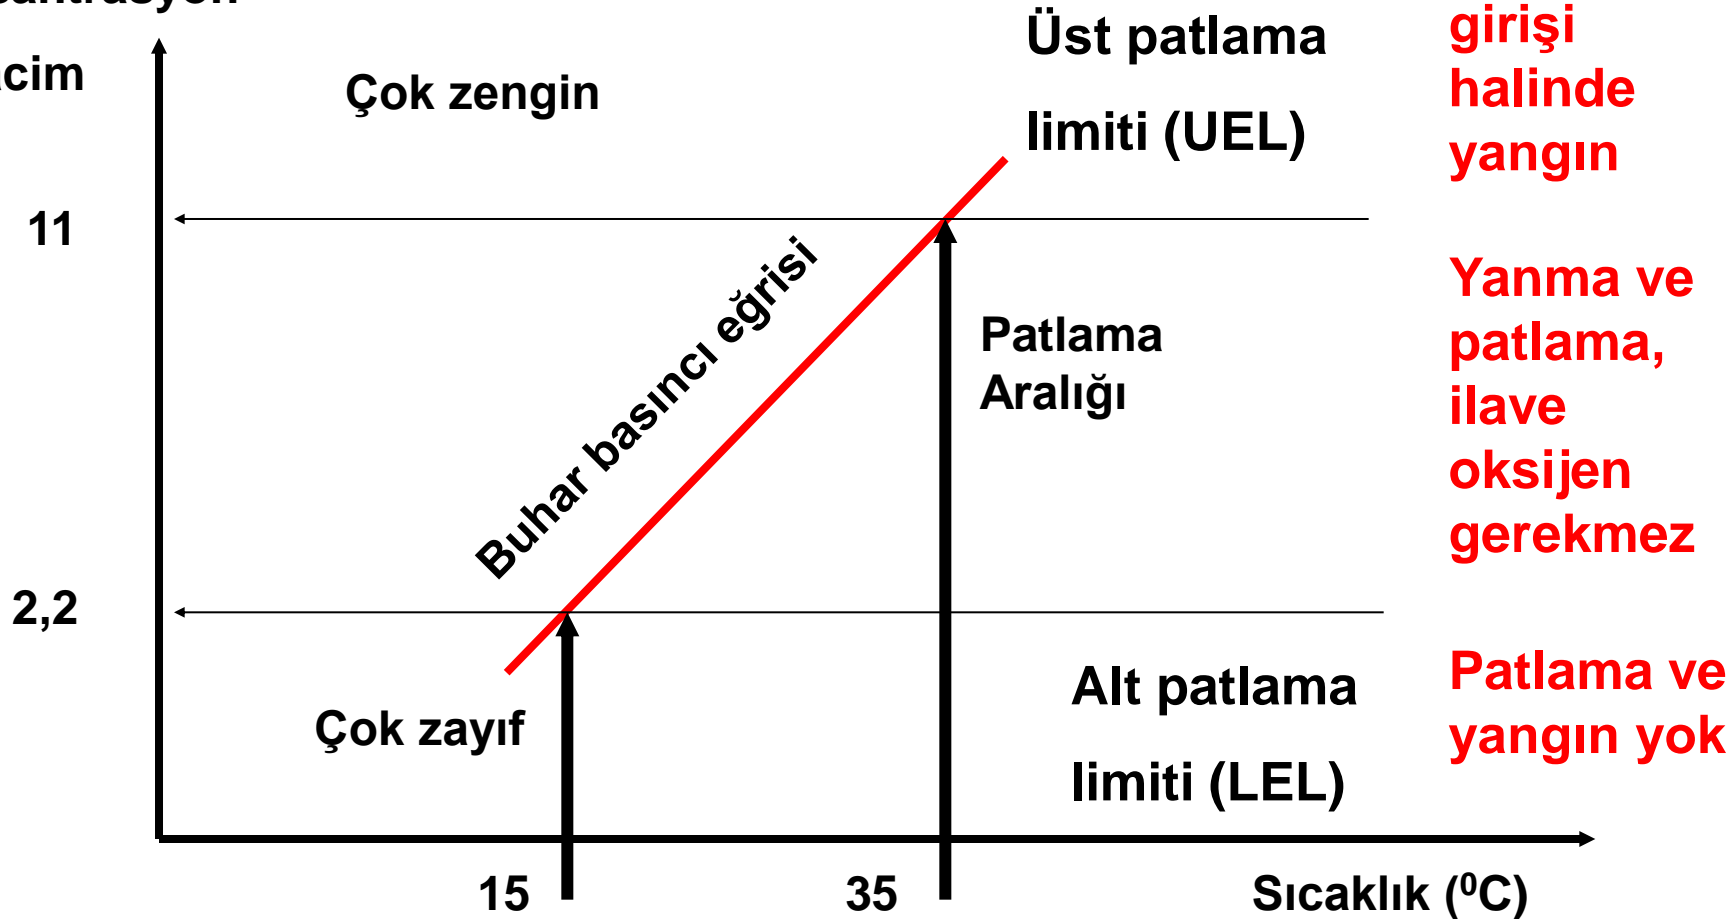 Üst patlama
limiti (UEL)
girişi
halinde
yangın
Çok zengin
11
Buhar basıncı eğrisi
Patlama
Aralığı
Yanma ve
patlama,
ilave
oksijen
gerekmez
2,2
Çok zayıf
Alt patlama
limiti (LEL)
Patlama ve
yangın yok
15
35
Sıcaklık (⁰C)